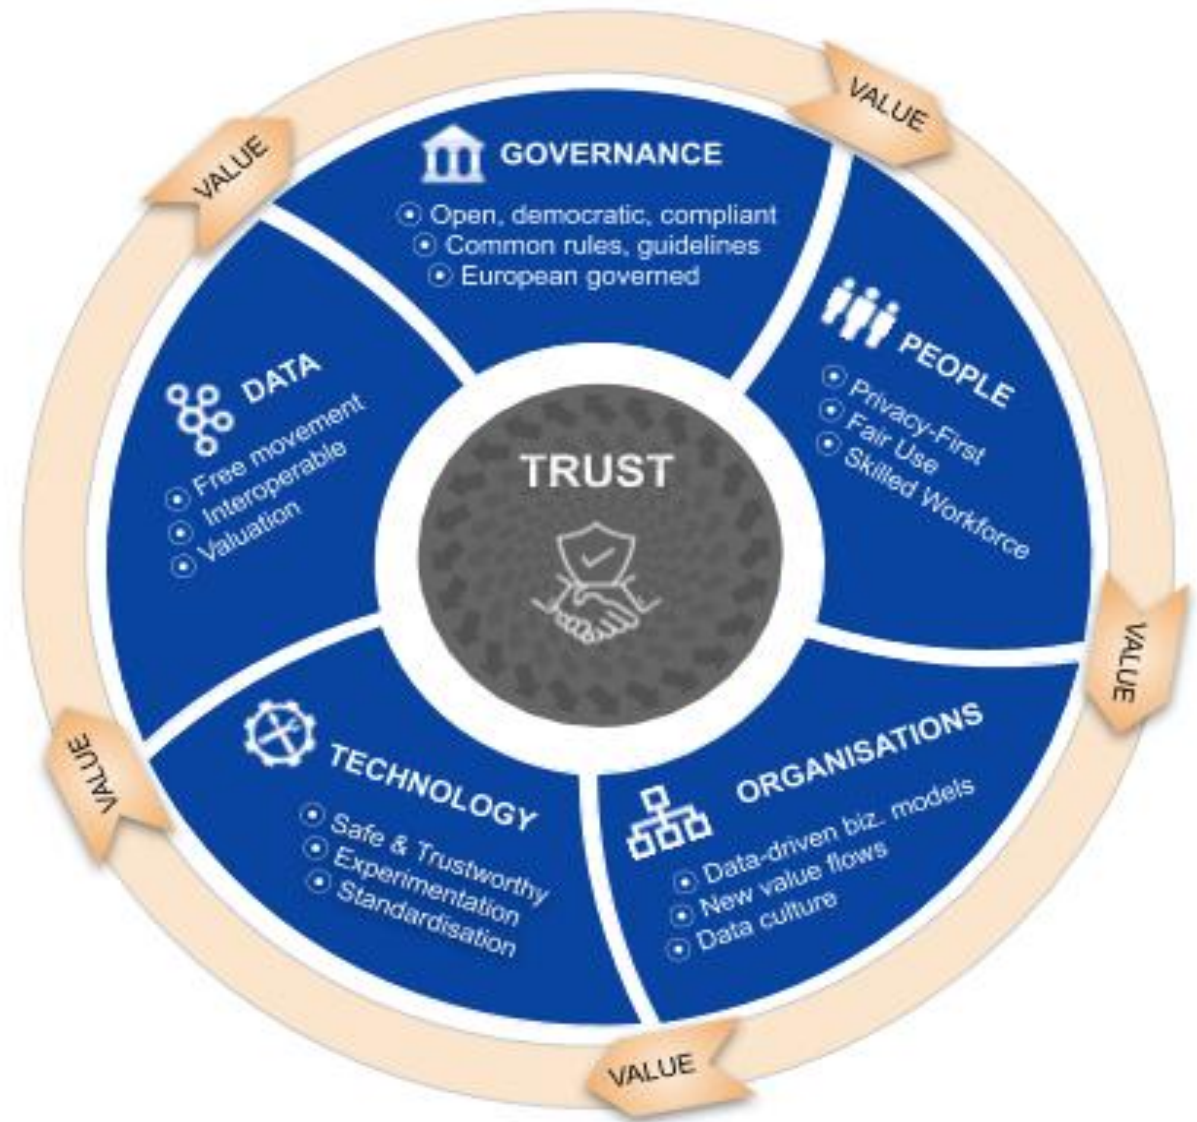 VALUE
VALUE
GOVERNANCE
Open, democratic, compliant
Common rules, guidelines
European governed
PEOPLE
Privacy-First
Fair Use
Skilled Workforce
DATA
Free movement
Interoperable
Valuation
TRUST
VALUE
ORGANISATIONS
Data-driven biz. models
New value flows
Data culture
TECHNOLOGY
Safe & Trustworthy
Experimentation
Standardisation
VALUE
VALUE